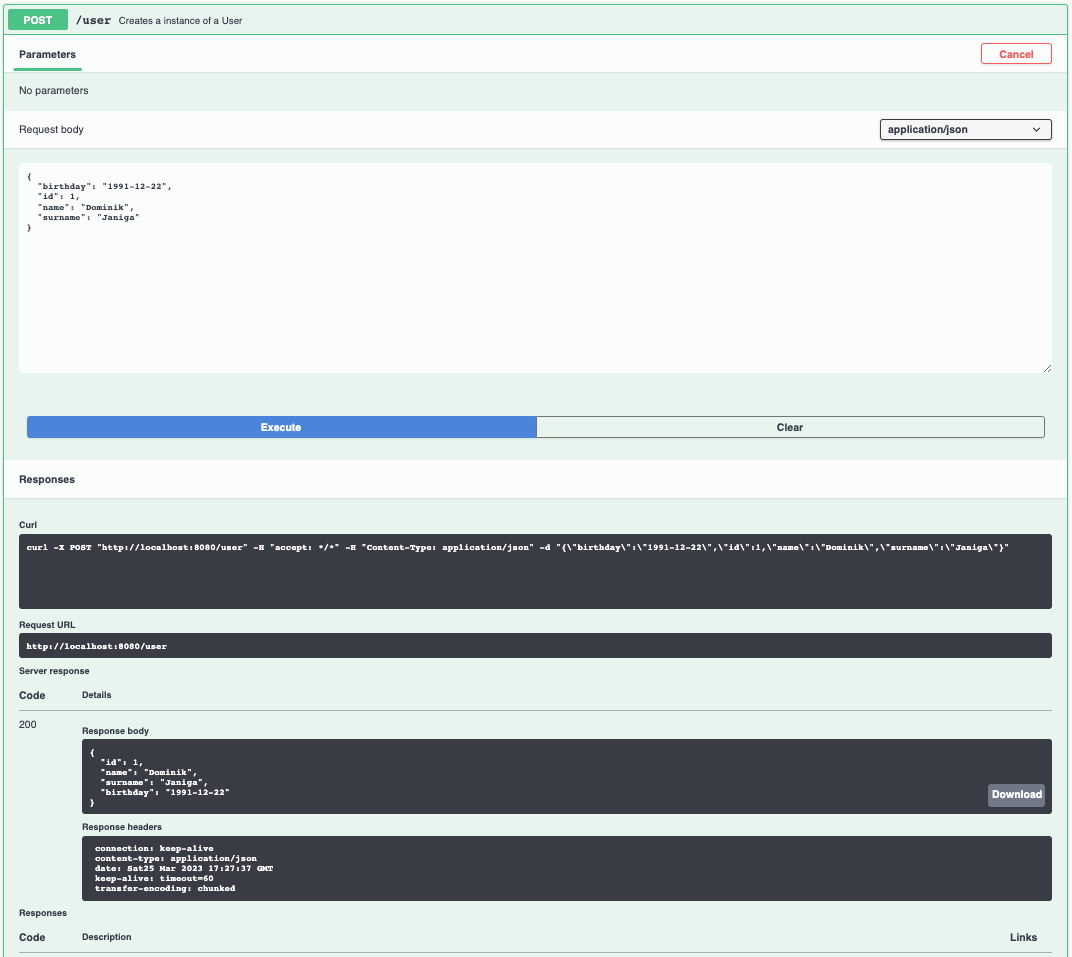 POST /user Creates a instance of a User
Parameters
Cancel
No parameters
Request body
application/json
{
  "birthday": "1991-12-22",
  "id": 1,
  "name": "Dominik",
  "surname": "Janiga"
}
Execute
Clear
Responses
Curl
curl -X POST "http://localhost:8080/user" -H "accept: */*" -H "Content-Type: application/json" -d "{\"birthday\":\"1991-12-22\",\"id\":1,\"name\":\"Dominik\",\"surname\":\"Janiga\"}"
Request URL
http://localhost:8080/user
Server response
Code Details
200
Response body
{
  "id": 1,
  "name": "Dominik",
  "surname": "Janiga",
  "birthday": "1991-12-22"
}
Download
Response headers
connection: keep-alive
content-type: application/json
date: Sat25 Mar 2023 17:27:37 GMT
keep-alive: timeout=60
transfer-encoding: chunked
Responses
Code Description Links